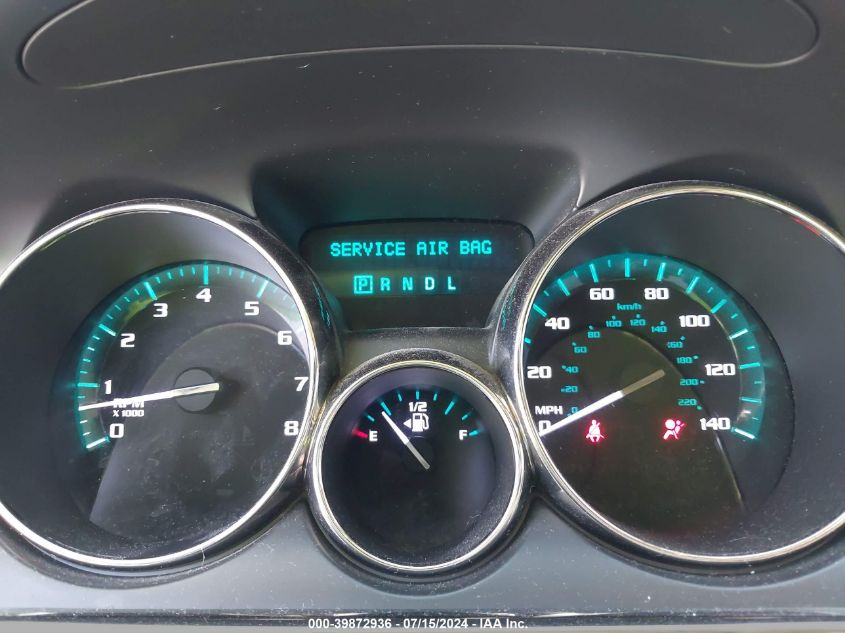 SERVICE AIR BAG
P R N D L
0 1 2 3 4 5 6 7 8
RPM
X 1000
1/2
E F
0 20 40 60 80 100 120 140
MPH
km/h
0 20 40 60 80 100 120 140 160 180 200 220
000-39872936 - 07/15/2024 - IAA Inc.